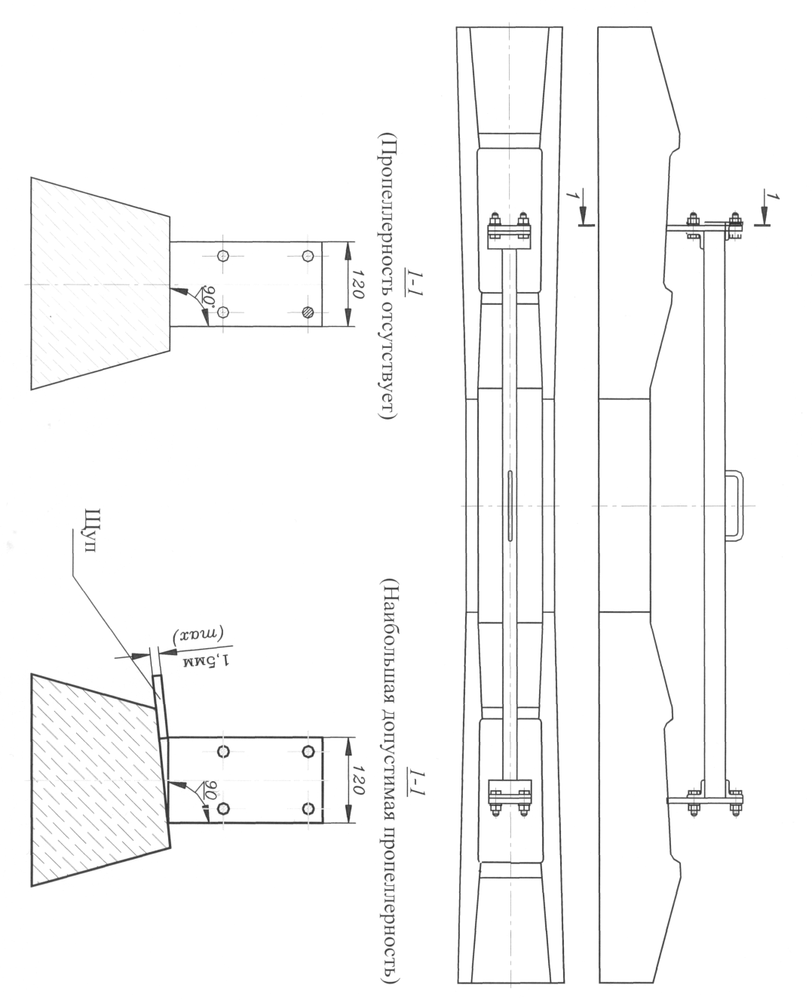 1
1
1-1
(Пропеллерность отсутствует)
120
90°
1-1
(Наибольшая допустимая пропеллерность)
120
90°
1,5мм
(max)
Щуп